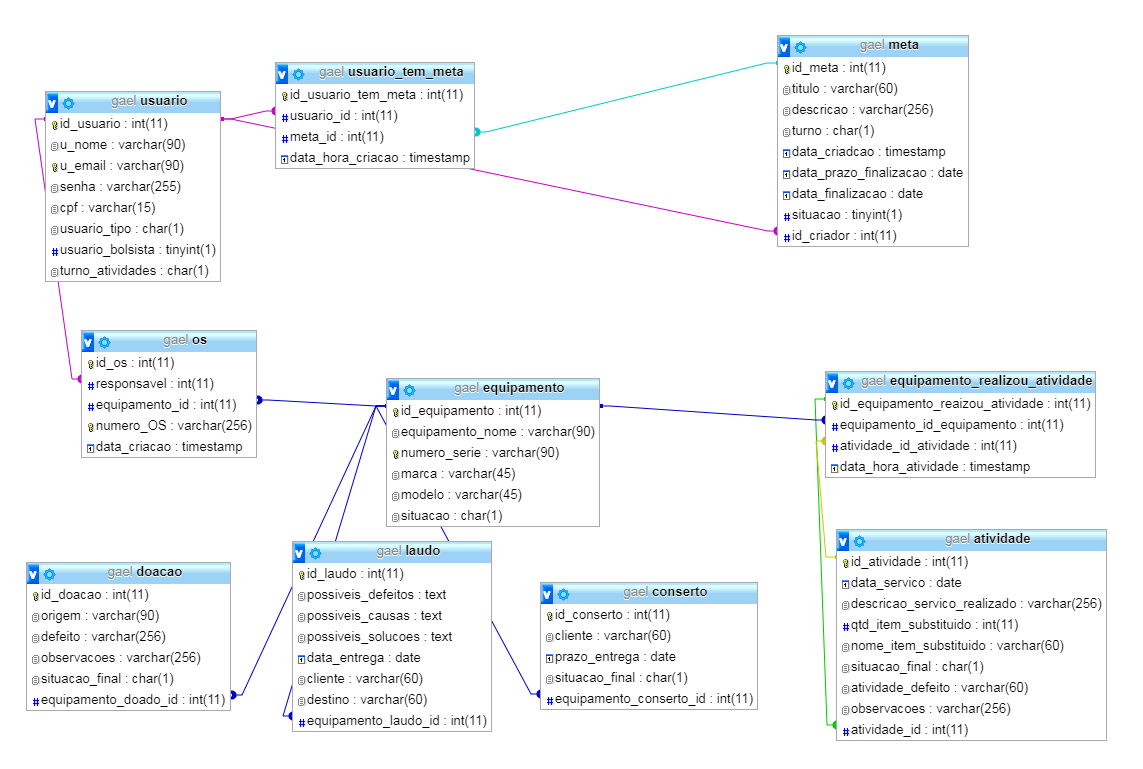 gael usuario
id_usuario : int(11)
u_nome : varchar(90)
u_email : varchar(90)
senha : varchar(255)
cpf : varchar(15)
usuario_tipo : char(1)
usuario_bolsista : tinyint(1)
turno_atividades : char(1)
gael usuario_tem_meta
id_usuario_tem_meta : int(11)
usuario_id : int(11)
meta_id : int(11)
data_hora_criacao : timestamp
gael meta
id_meta : int(11)
titulo : varchar(60)
descricao : varchar(256)
turno : char(1)
data_criadcao : timestamp
data_prazo_finalizacao : date
data_finalizacao : date
situacao : tinyint(1)
id_criador : int(11)
gael os
id_os : int(11)
responsavel : int(11)
equipamento_id : int(11)
numero_OS : varchar(256)
data_criacao : timestamp
gael equipamento
id_equipamento : int(11)
equipamento_nome : varchar(90)
numero_serie : varchar(90)
marca : varchar(45)
modelo : varchar(45)
situacao : char(1)
gael equipamento_realizou_atividade
id_equipamento_reaizou_atividade : int(11)
equipamento_id_equipamento : int(11)
atividade_id_atividade : int(11)
data_hora_atividade : timestamp
gael doacao
id_doacao : int(11)
origem : varchar(90)
defeito : varchar(256)
observacoes : varchar(256)
situacao_final : char(1)
equipamento_doado_id : int(11)
gael laudo
id_laudo : int(11)
possiveis_defeitos : text
possiveis_causas : text
possiveis_solucoes : text
data_entrega : date
cliente : varchar(60)
destino : varchar(60)
equipamento_laudo_id : int(11)
gael conserto
id_conserto : int(11)
cliente : varchar(60)
prazo_entrega : date
situacao_final : char(1)
equipamento_conserto_id : int(11)
gael atividade
id_atividade : int(11)
data_servico : date
descricao_servico_realizado : varchar(256)
qtd_item_substituido : int(11)
nome_item_substituido : varchar(60)
situacao_final : char(1)
atividade_defeito : varchar(60)
observacoes : varchar(256)
atividade_id : int(11)